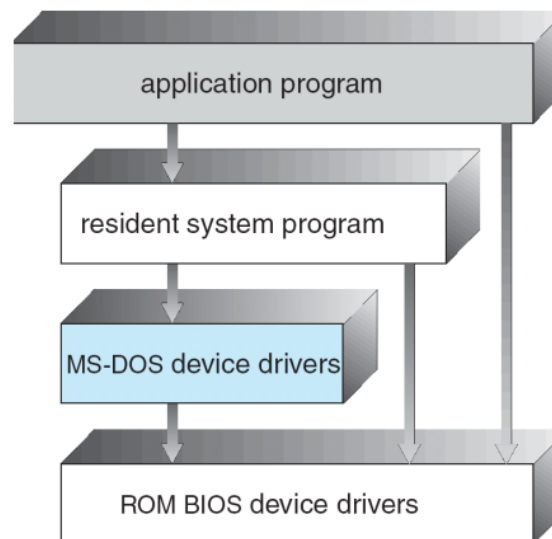 application program
resident system program
MS-DOS device drivers
ROM BIOS device drivers